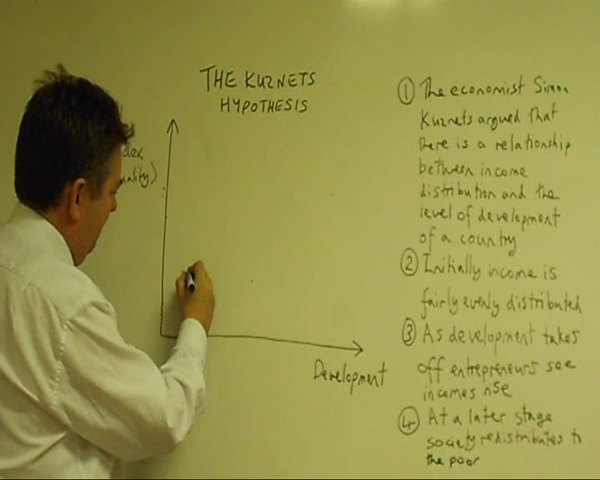 THE KUZNETS
HYPOTHESIS
dex
nality)
Development
① The economist Simon
Kuznets argued that
there is a relationship
between income
distribution and the
level of development
of a country
② Initially income is
fairly evenly distributed
③ As development takes
off entrepreneurs see
incomes rise
④ At a later stage
society redistributes to
the poor